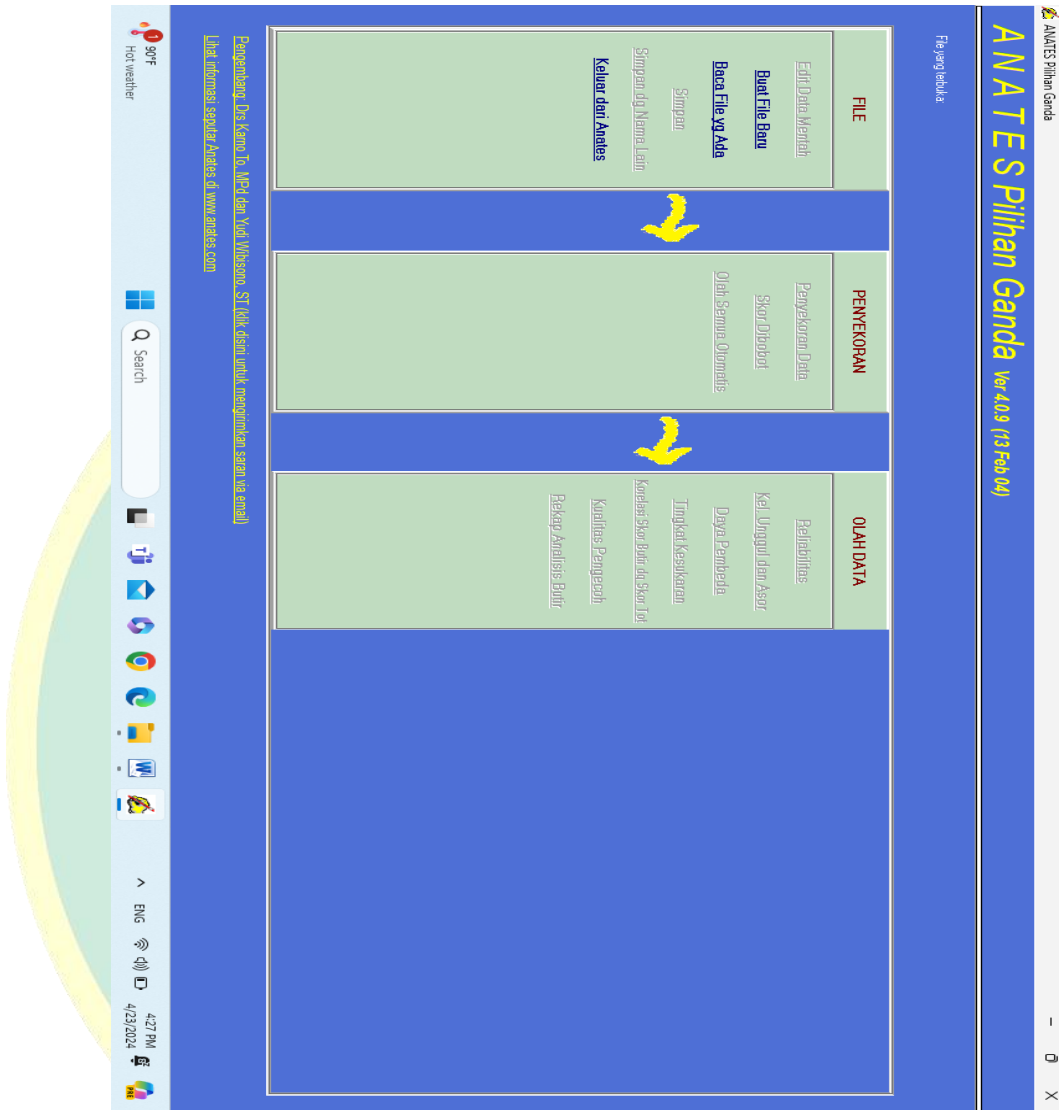 ANATES Pilihan Ganda
A N A T E S Pilihan Ganda Ver 4.0.9 (13 Feb 04)
File yang terbuka:
FILE
Edit Data Mentah
Buat File Baru
Baca File yg Ada
Simpan
Simpan dg Nama Lain
Keluar dari Anates
PENYEKORAN
Penyekoran Data
Skor Dibobot
Olah Semua Otomatis
OLAH DATA
Reliabilitas
Kel. Unggul dan Asor
Daya Pembeda
Tingkat Kesukaran
Korelasi Skor Butir dg Skor Tot
Kualitas Pengecoh
Rekap Analisis Butir
Pengembang: Drs Karno To, MPd dan Yudi Wibisono, ST (klik disini untuk mengirimkan saran via email)
Lihat informasi seputar Anates di www.anates.com
1
90°F
Hot weather
Search
ENG
4:27 PM
4/23/2024
PRE